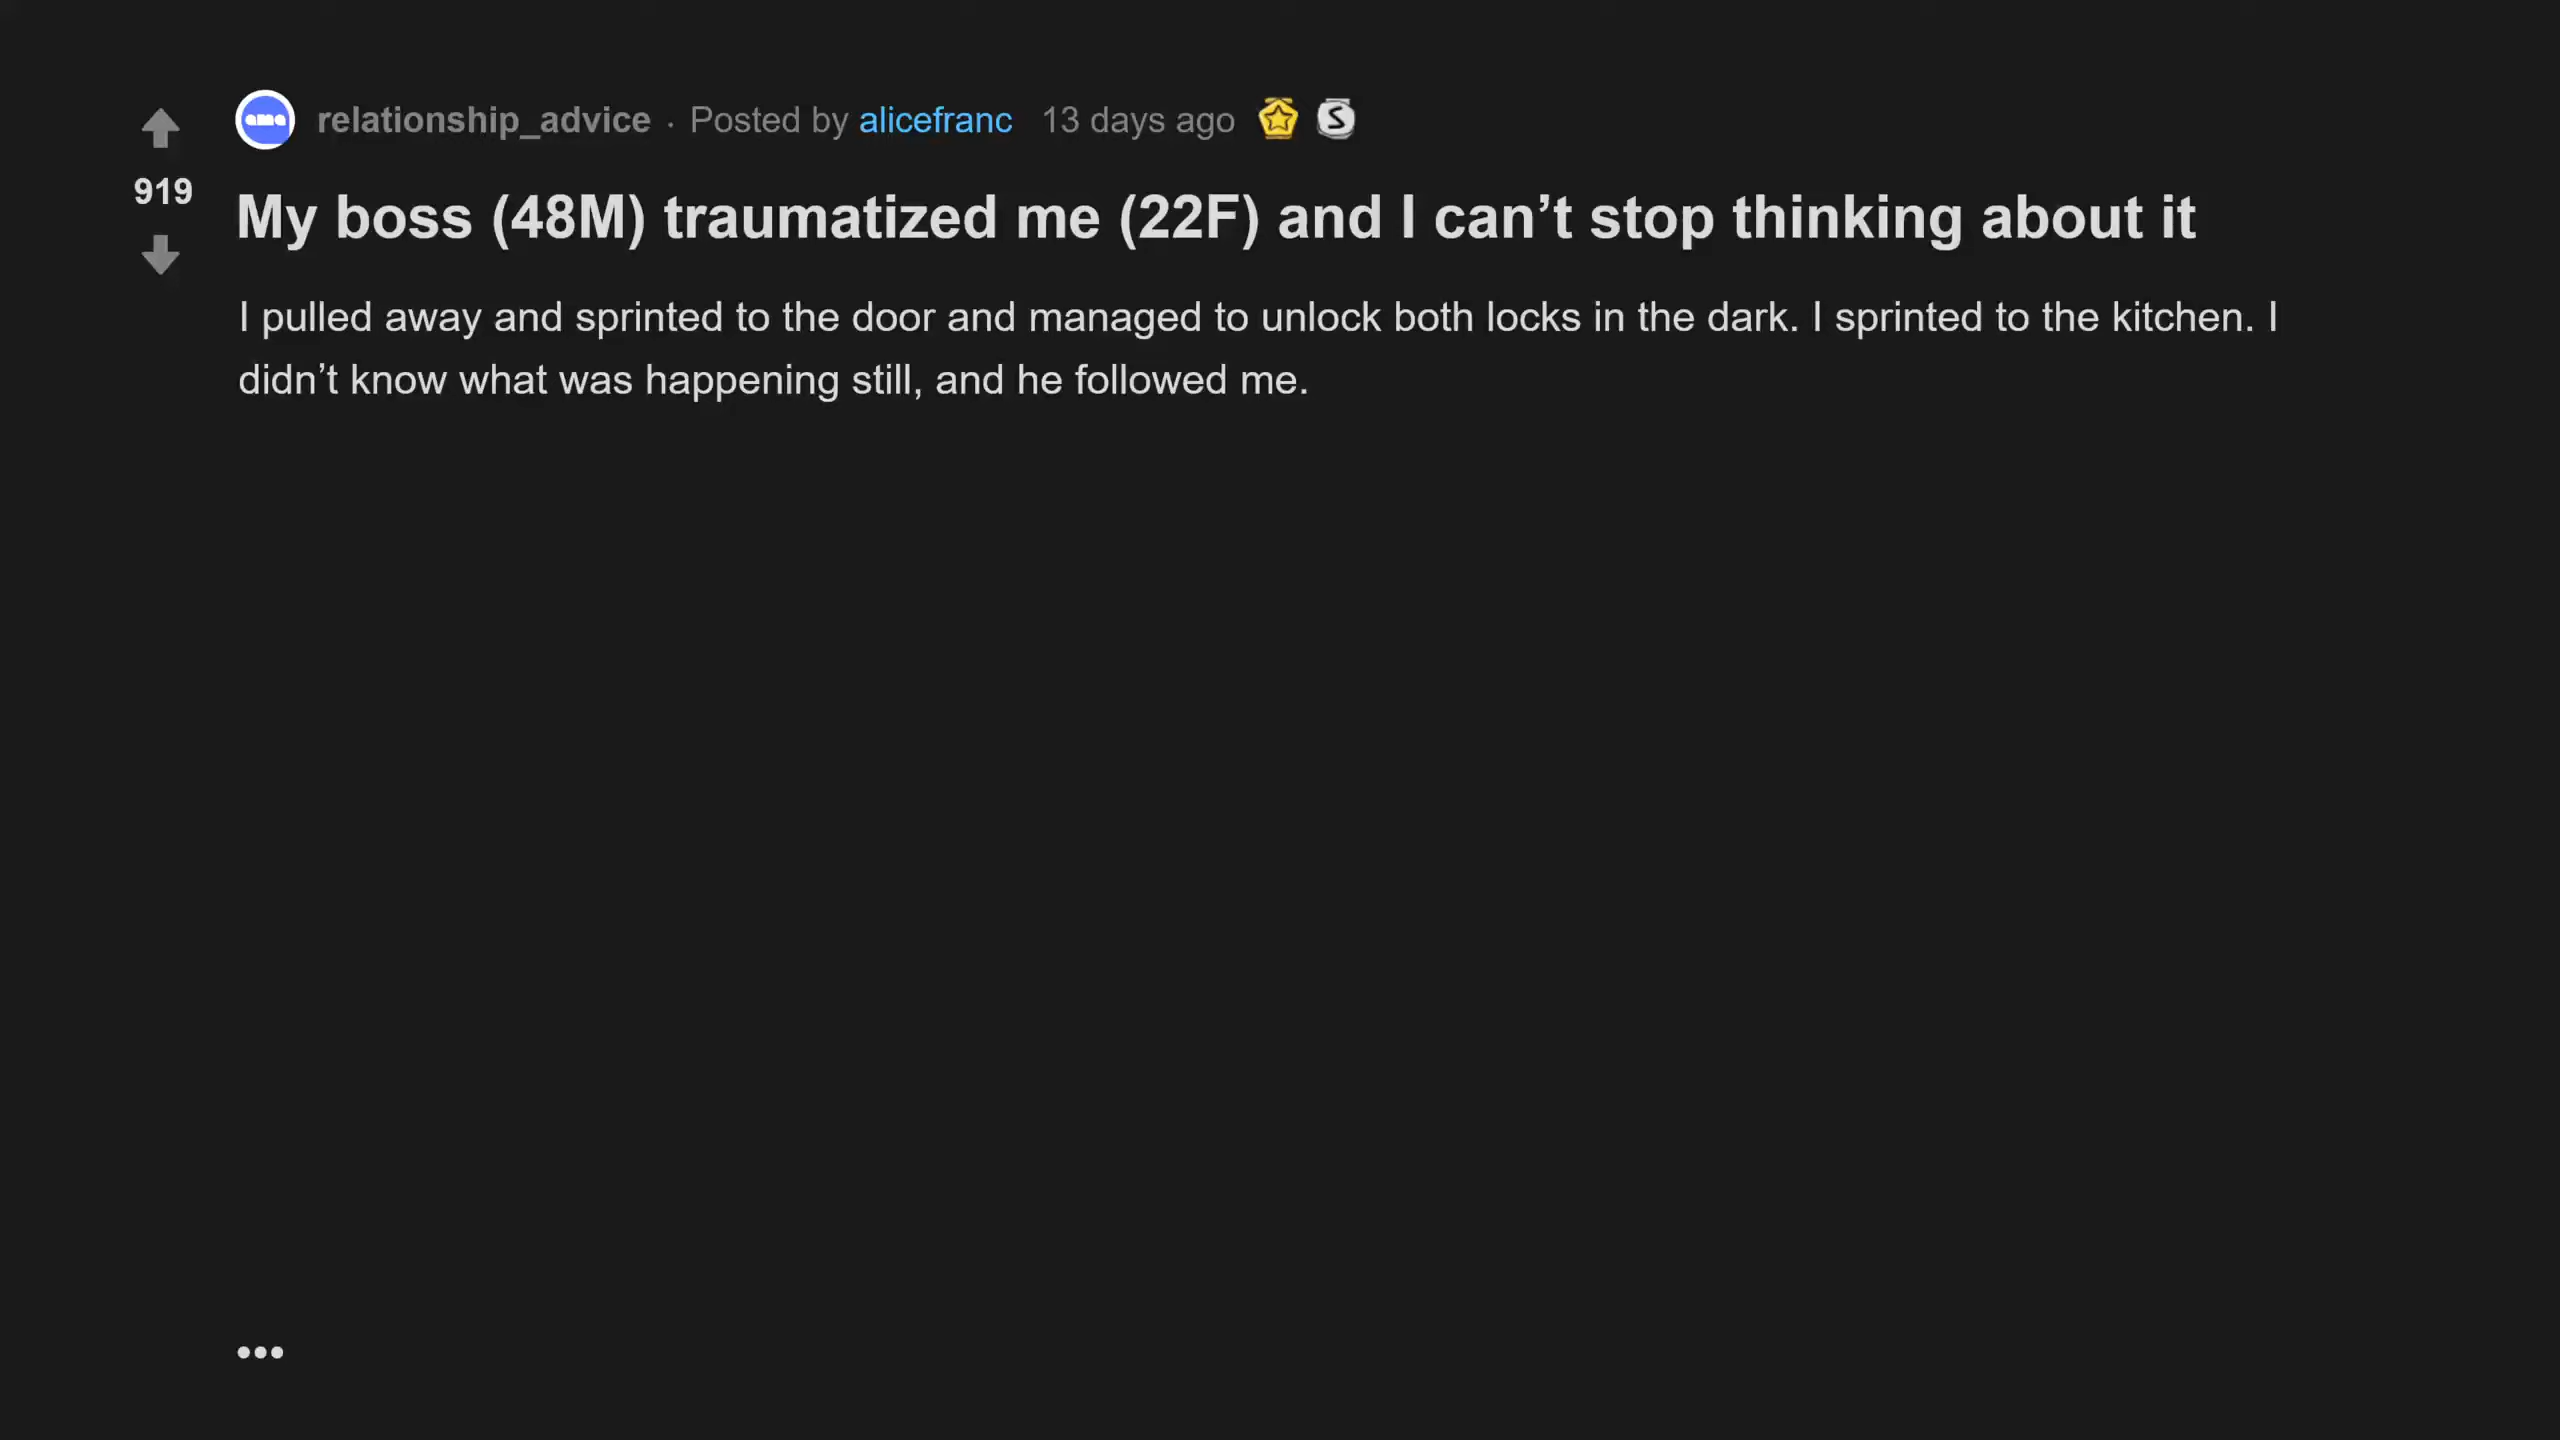 ama relationship_advice · Posted by alicefranc 13 days ago S
919
My boss (48M) traumatized me (22F) and I can’t stop thinking about it
I pulled away and sprinted to the door and managed to unlock both locks in the dark. I sprinted to the kitchen. I
didn’t know what was happening still, and he followed me.
•••